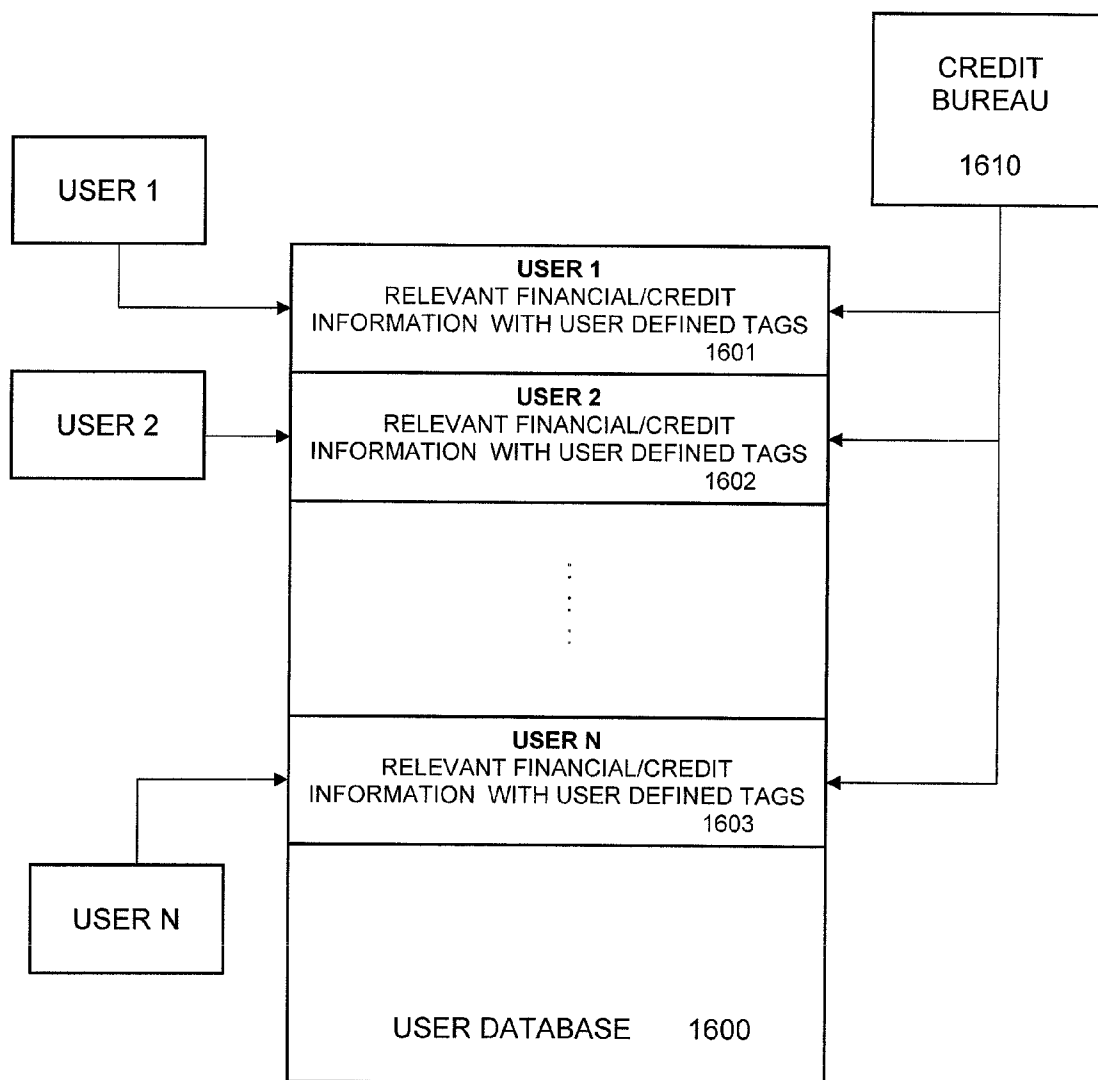 CREDIT
BUREAU
1610
USER 1
USER 1
RELEVANT FINANCIAL/CREDIT
INFORMATION WITH USER DEFINED TAGS
1601
USER 2
USER 2
RELEVANT FINANCIAL/CREDIT
INFORMATION WITH USER DEFINED TAGS
1602
USER N
RELEVANT FINANCIAL/CREDIT
INFORMATION WITH USER DEFINED TAGS
1603
USER N
USER DATABASE 1600